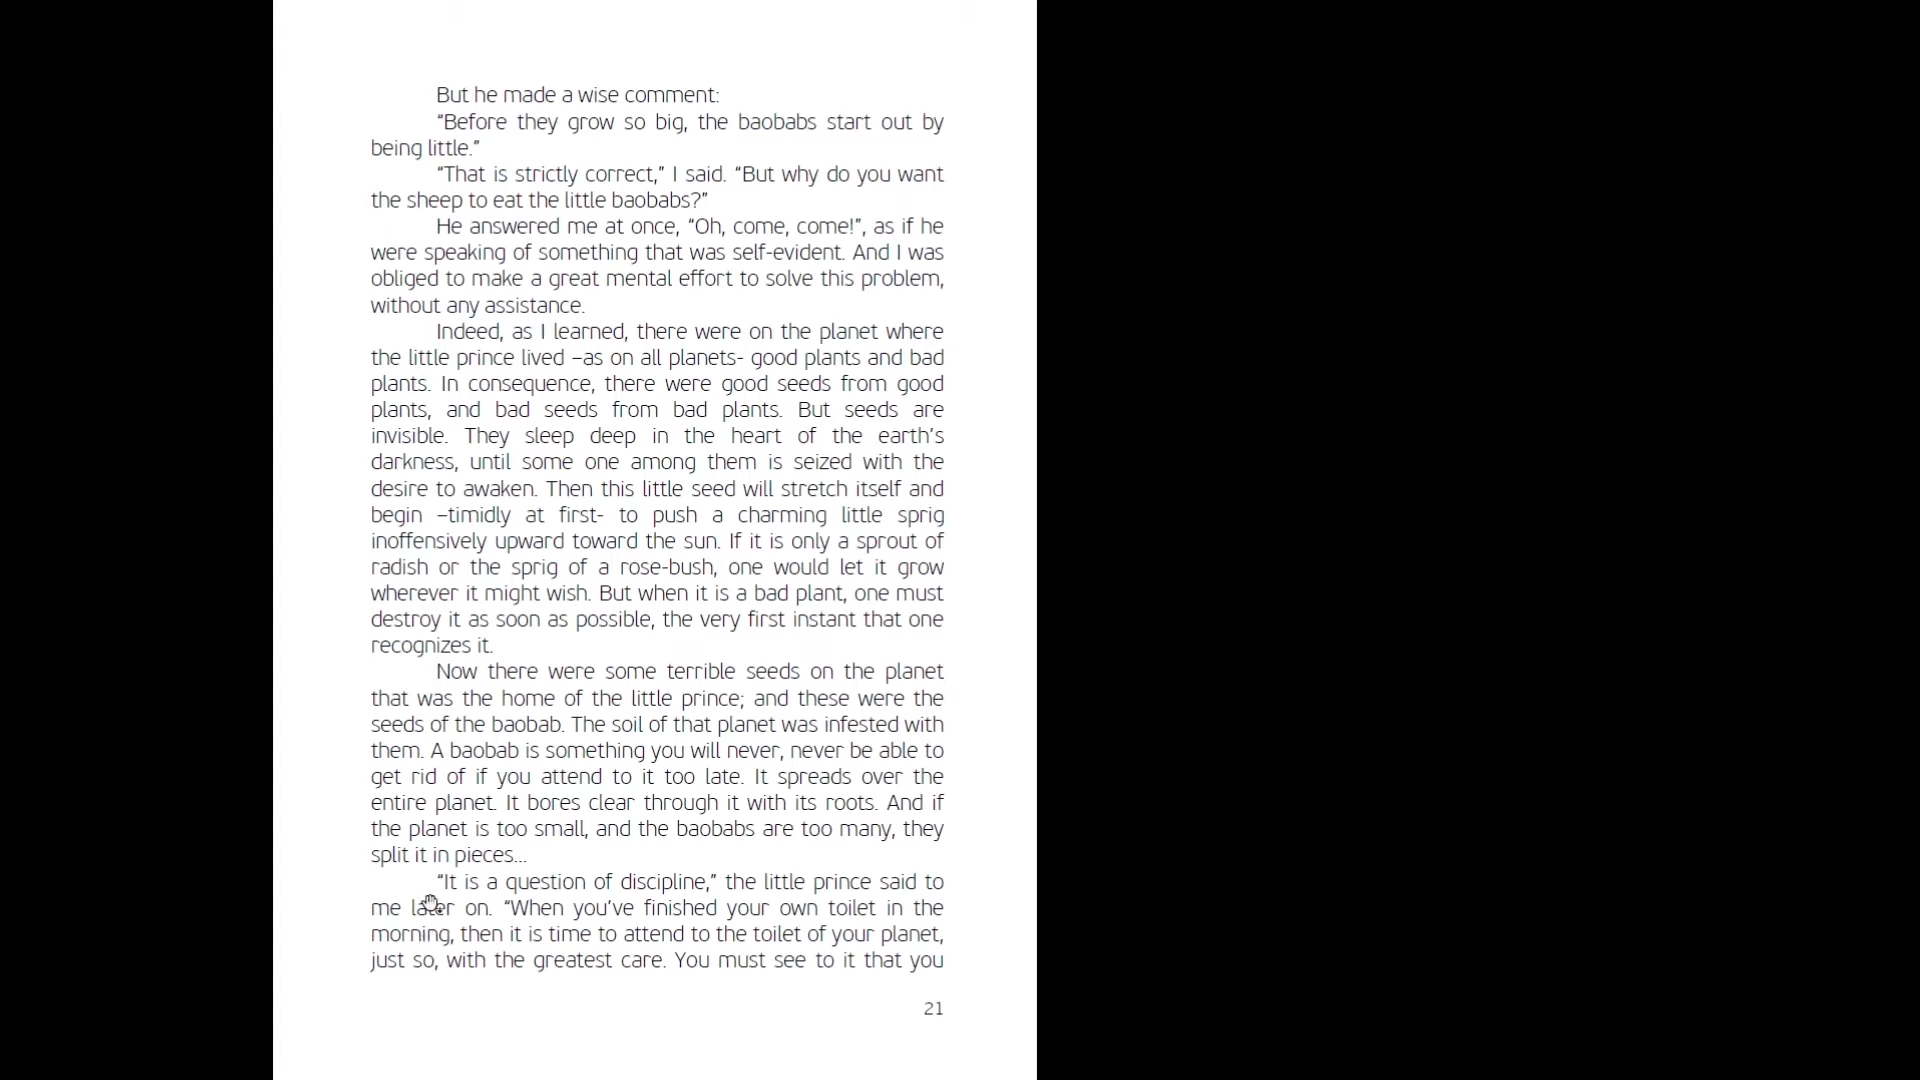 But he made a wise comment:
“Before they grow so big, the baobabs start out by
being little.”
“That is strictly correct,” I said. “But why do you want
the sheep to eat the little baobabs?”
He answered me at once, “Oh, come, come!”, as if he
were speaking of something that was self-evident. And I was
obliged to make a great mental effort to solve this problem,
without any assistance.
Indeed, as I learned, there were on the planet where
the little prince lived –as on all planets- good plants and bad
plants. In consequence, there were good seeds from good
plants, and bad seeds from bad plants. But seeds are
invisible. They sleep deep in the heart of the earth’s
darkness, until some one among them is seized with the
desire to awaken. Then this little seed will stretch itself and
begin –timidly at first- to push a charming little sprig
inoffensively upward toward the sun. If it is only a sprout of
radish or the sprig of a rose-bush, one would let it grow
wherever it might wish. But when it is a bad plant, one must
destroy it as soon as possible, the very first instant that one
recognizes it.
Now there were some terrible seeds on the planet
that was the home of the little prince; and these were the
seeds of the baobab. The soil of that planet was infested with
them. A baobab is something you will never, never be able to
get rid of if you attend to it too late. It spreads over the
entire planet. It bores clear through it with its roots. And if
the planet is too small, and the baobabs are too many, they
split it in pieces...
“It is a question of discipline,” the little prince said to
me later on. “When you’ve finished your own toilet in the
morning, then it is time to attend to the toilet of your planet,
just so, with the greatest care. You must see to it that you
21